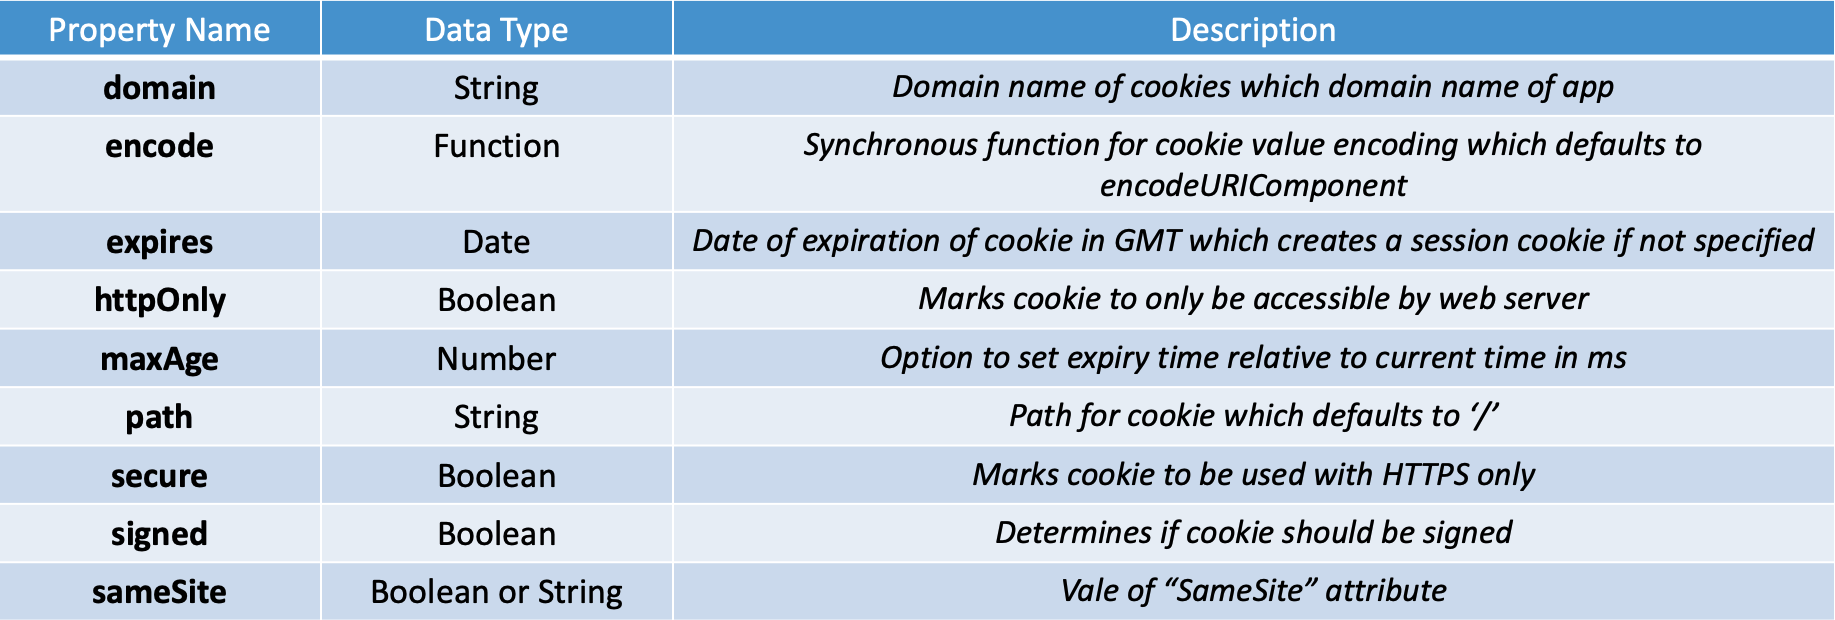 Property Name Data Type Description
domain String Domain name of cookies which domain name of app
encode Function Synchronous function for cookie value encoding which defaults to
encodeURIComponent
expires Date Date of expiration of cookie in GMT which creates a session cookie if not specified
httpOnly Boolean Marks cookie to only be accessible by web server
maxAge Number Option to set expiry time relative to current time in ms
path String Path for cookie which defaults to ‘/’
secure Boolean Marks cookie to be used with HTTPS only
signed Boolean Determines if cookie should be signed
sameSite Boolean or String Vale of “SameSite” attribute